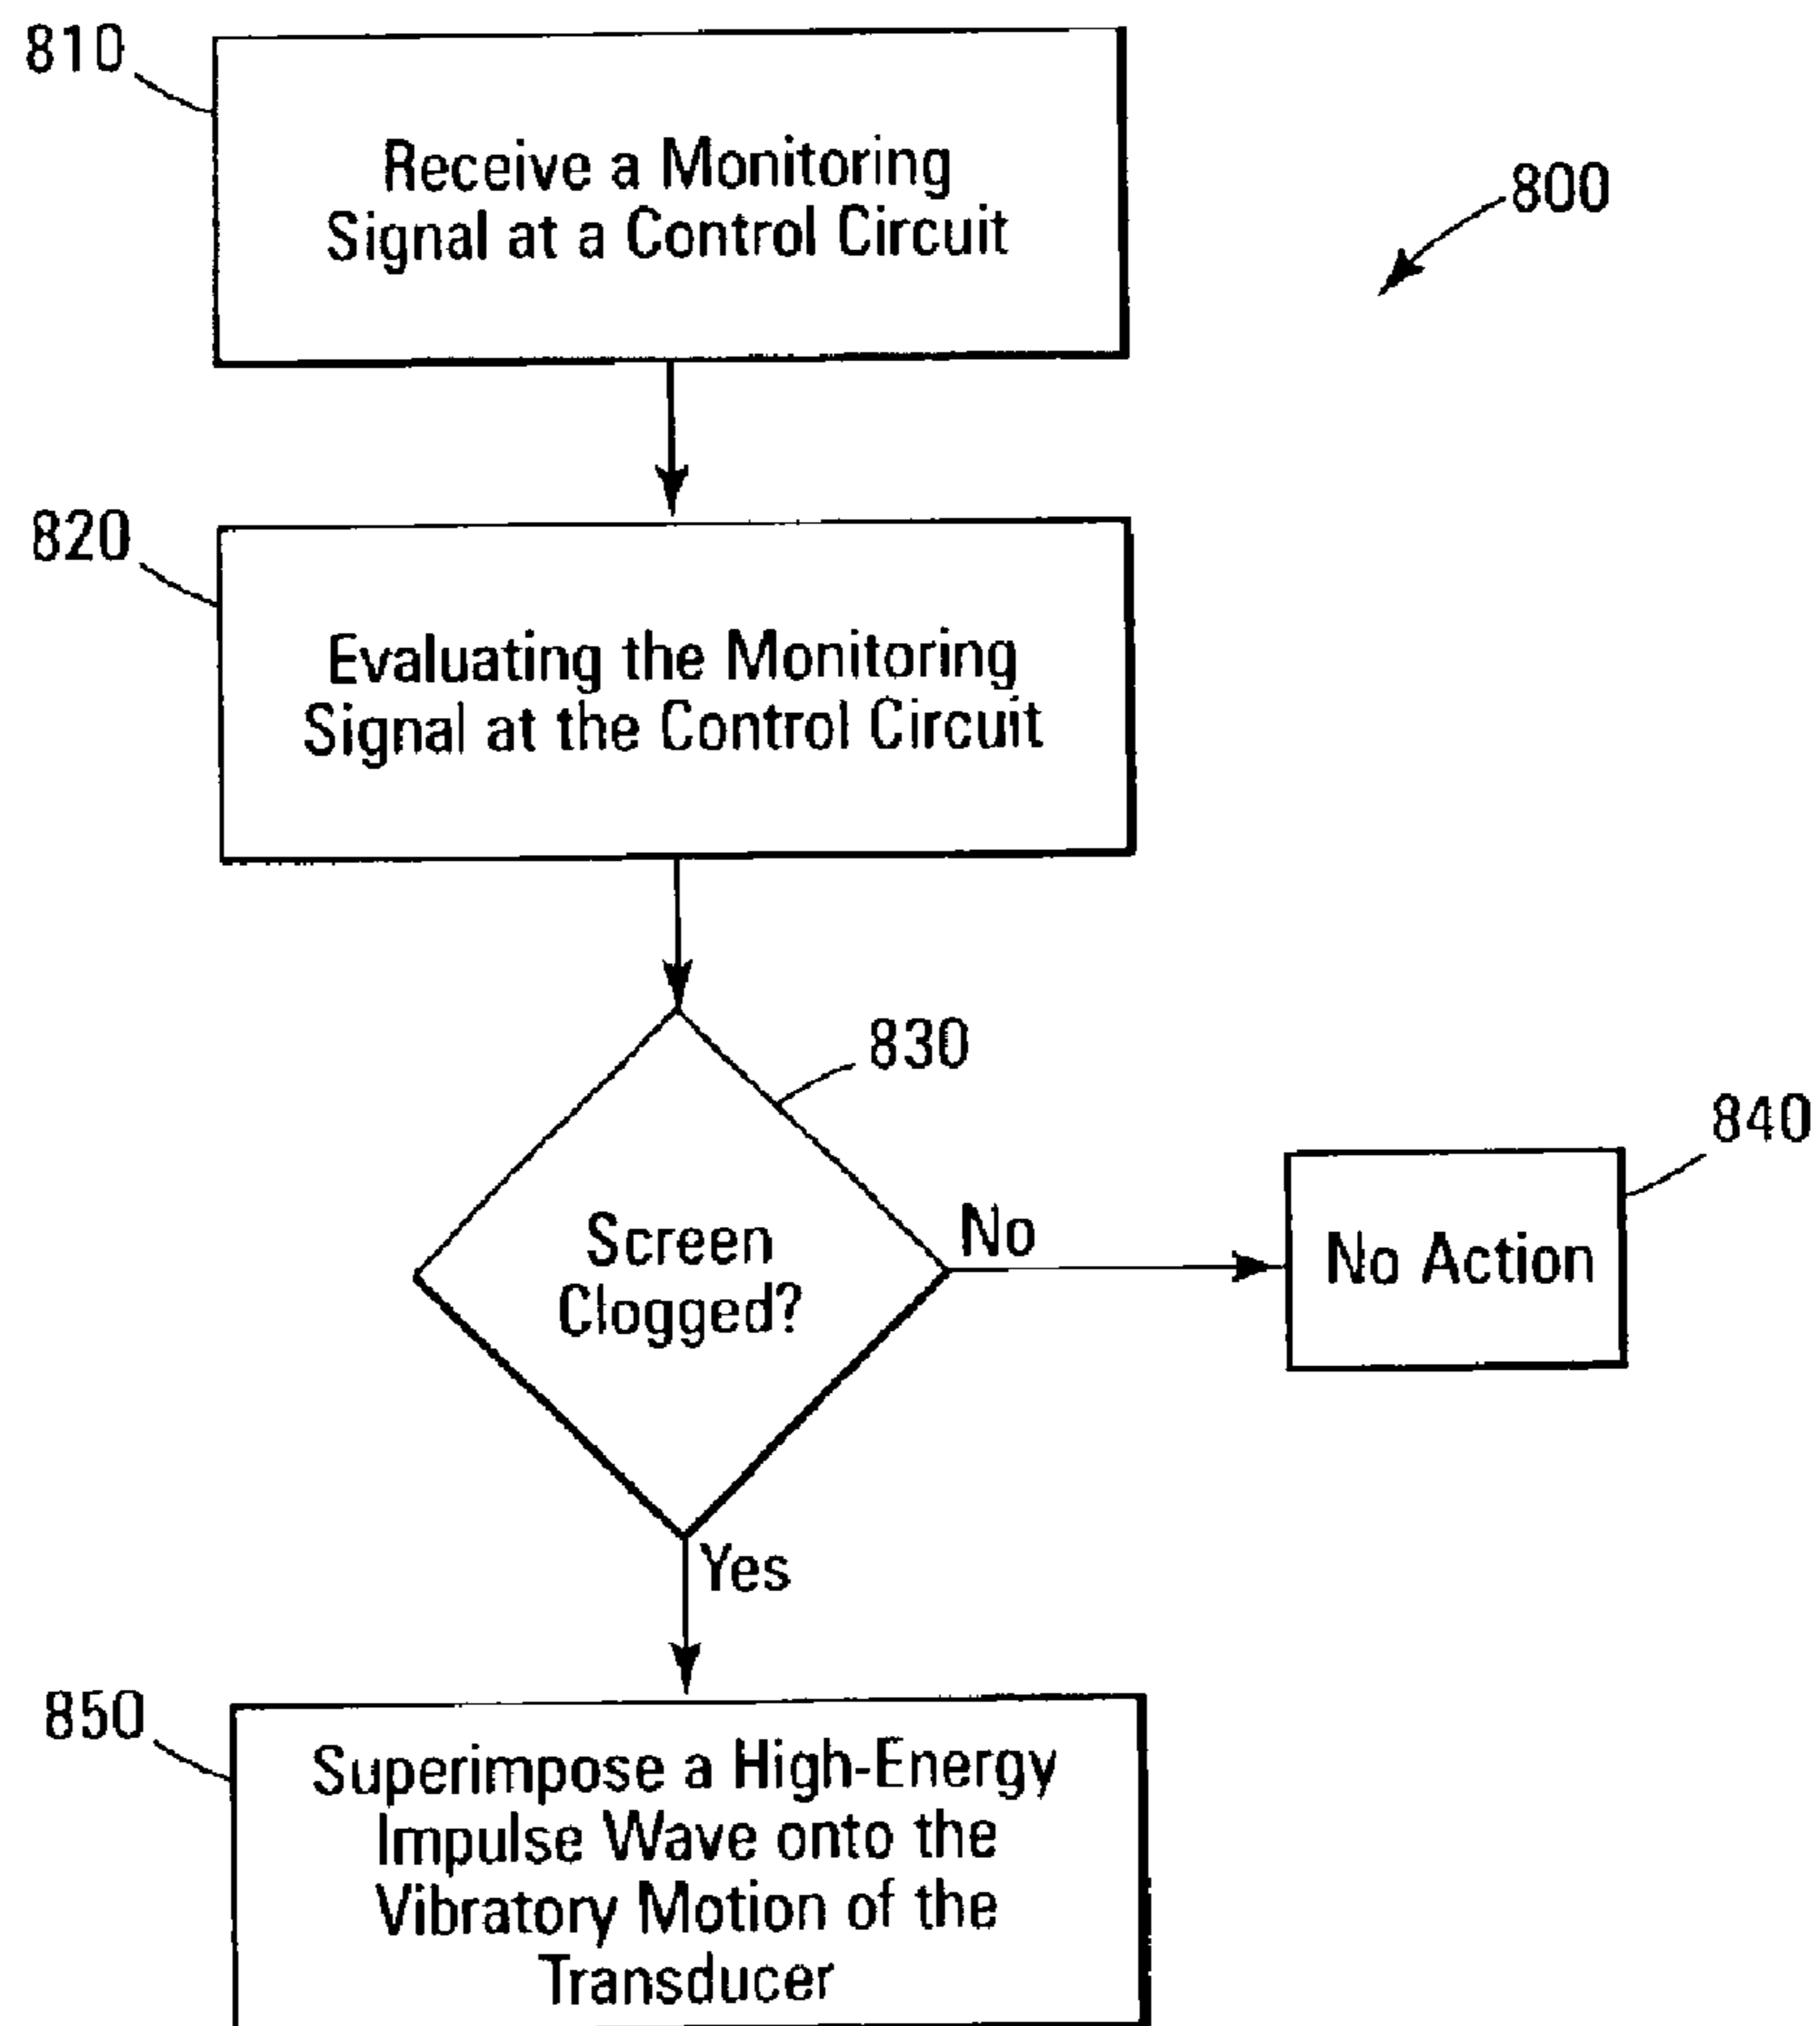 810
Receive a Monitoring
Signal at a Control Circuit
800
820
Evaluating the Monitoring
Signal at the Control Circuit
830
Screen
Clogged?
No
840
No Action
Yes
850
Superimpose a High-Energy
Impulse Wave onto the
Vibratory Motion of the
Transducer